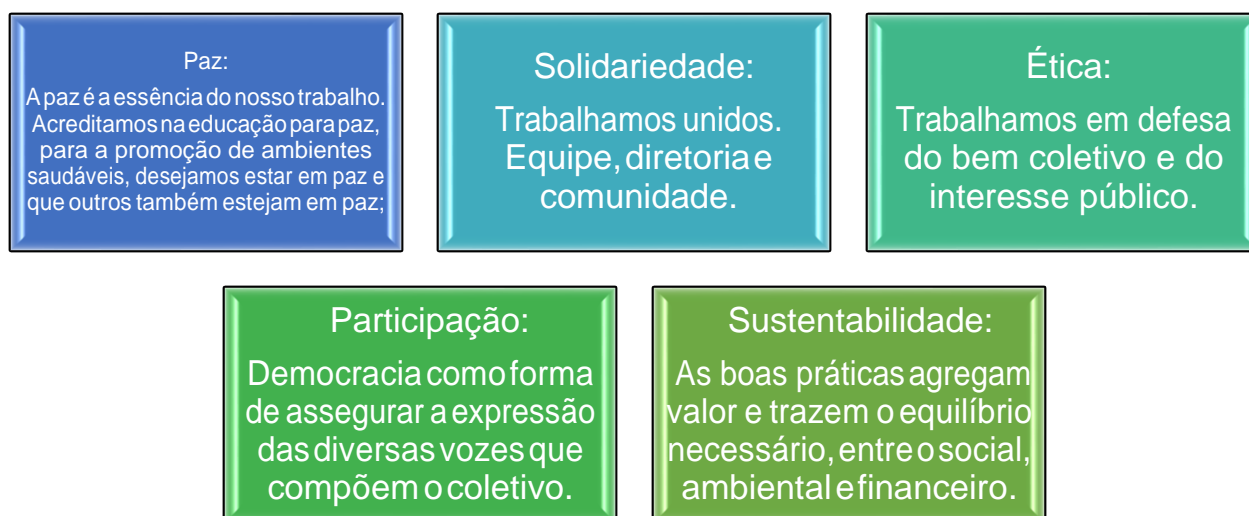 Paz:
A paz é a essência do nosso trabalho.
Acreditamos na educação para paz,
para a promoção de ambientes
saudáveis, desejamos estar em paz e
que outros também estejam em paz;
Solidariedade:
Trabalhamos unidos.
Equipe, diretoria e
comunidade.
Ética:
Trabalhamos em defesa
do bem coletivo e do
interesse público.
Participação:
Democracia como forma
de assegurar a expressão
das diversas vozes que
compõem o coletivo.
Sustentabilidade:
As boas práticas agregam
valor e trazem o equilíbrio
necessário, entre o social,
ambiental e financeiro.